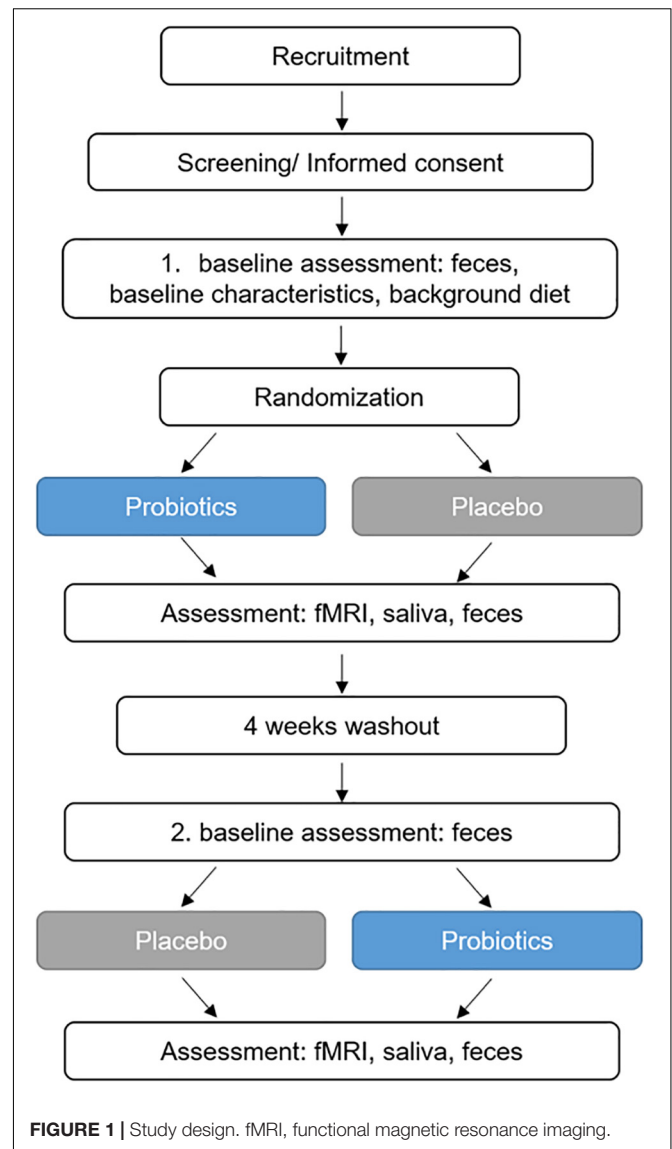 Recruitment
Screening/ Informed consent
1. baseline assessment: feces,
baseline characteristics, background diet
Randomization
Probiotics
Placebo
Assessment: fMRI, saliva, feces
4 weeks washout
2. baseline assessment: feces
Placebo
Probiotics
Assessment: fMRI, saliva, feces
FIGURE 1 | Study design. fMRI, functional magnetic resonance imaging.